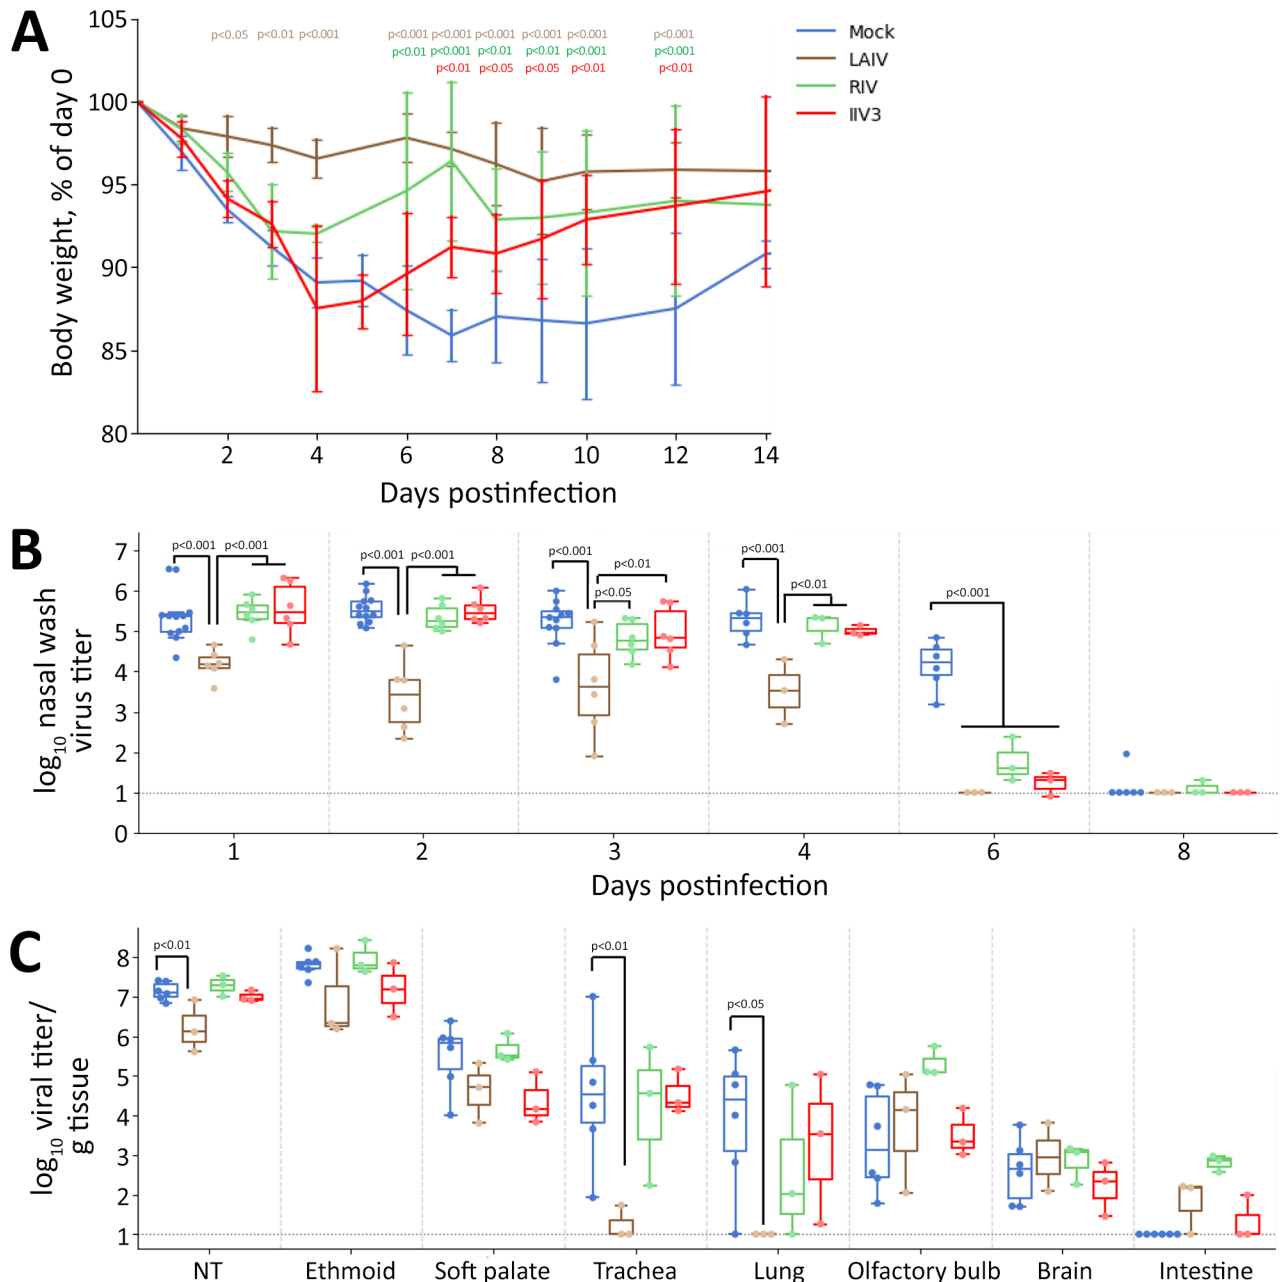 A
105
100
95
90
85
80
Body weight, % of day 0
p<0.05 p<0.01 p<0.001 p<0.001 p<0.001 p<0.001 p<0.001 p<0.001 p<0.001
p<0.01 p<0.001 p<0.01 p<0.01 p<0.001 p<0.001
p<0.01 p<0.05 p<0.05 p<0.01 p<0.01
Mock
LAIV
RIV
IIV3
2 4 6 8 10 12 14
Days postinfection
B
7
6
5
4
3
2
1
0
log10 nasal wash
virus titer
p<0.001 p<0.001 p<0.001 p<0.001 p<0.001 p<0.01 p<0.05 p<0.001 p<0.01 p<0.001
1 2 3 4 6 8
Days postinfection
C
8
7
6
5
4
3
2
1
log10 viral titer/
g tissue
p<0.01 p<0.01 p<0.05
NT Ethmoid Soft palate Trachea Lung Olfactory bulb Brain Intestine